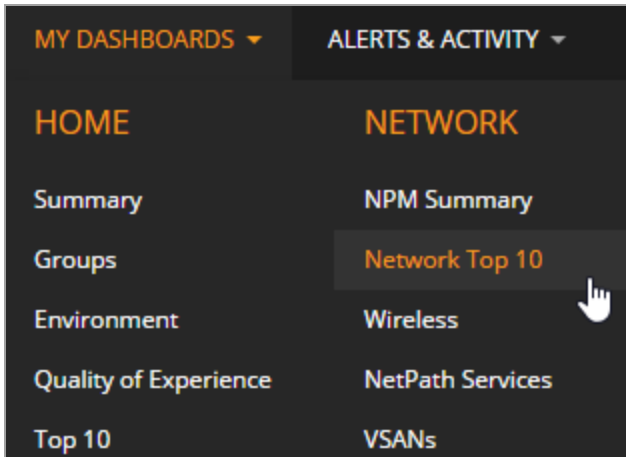 MY DASHBOARDS
ALERTS & ACTIVITY
HOME
Summary
Groups
Environment
Quality of Experience
Top 10
NETWORK
NPM Summary
Network Top 10
Wireless
NetPath Services
VSANs